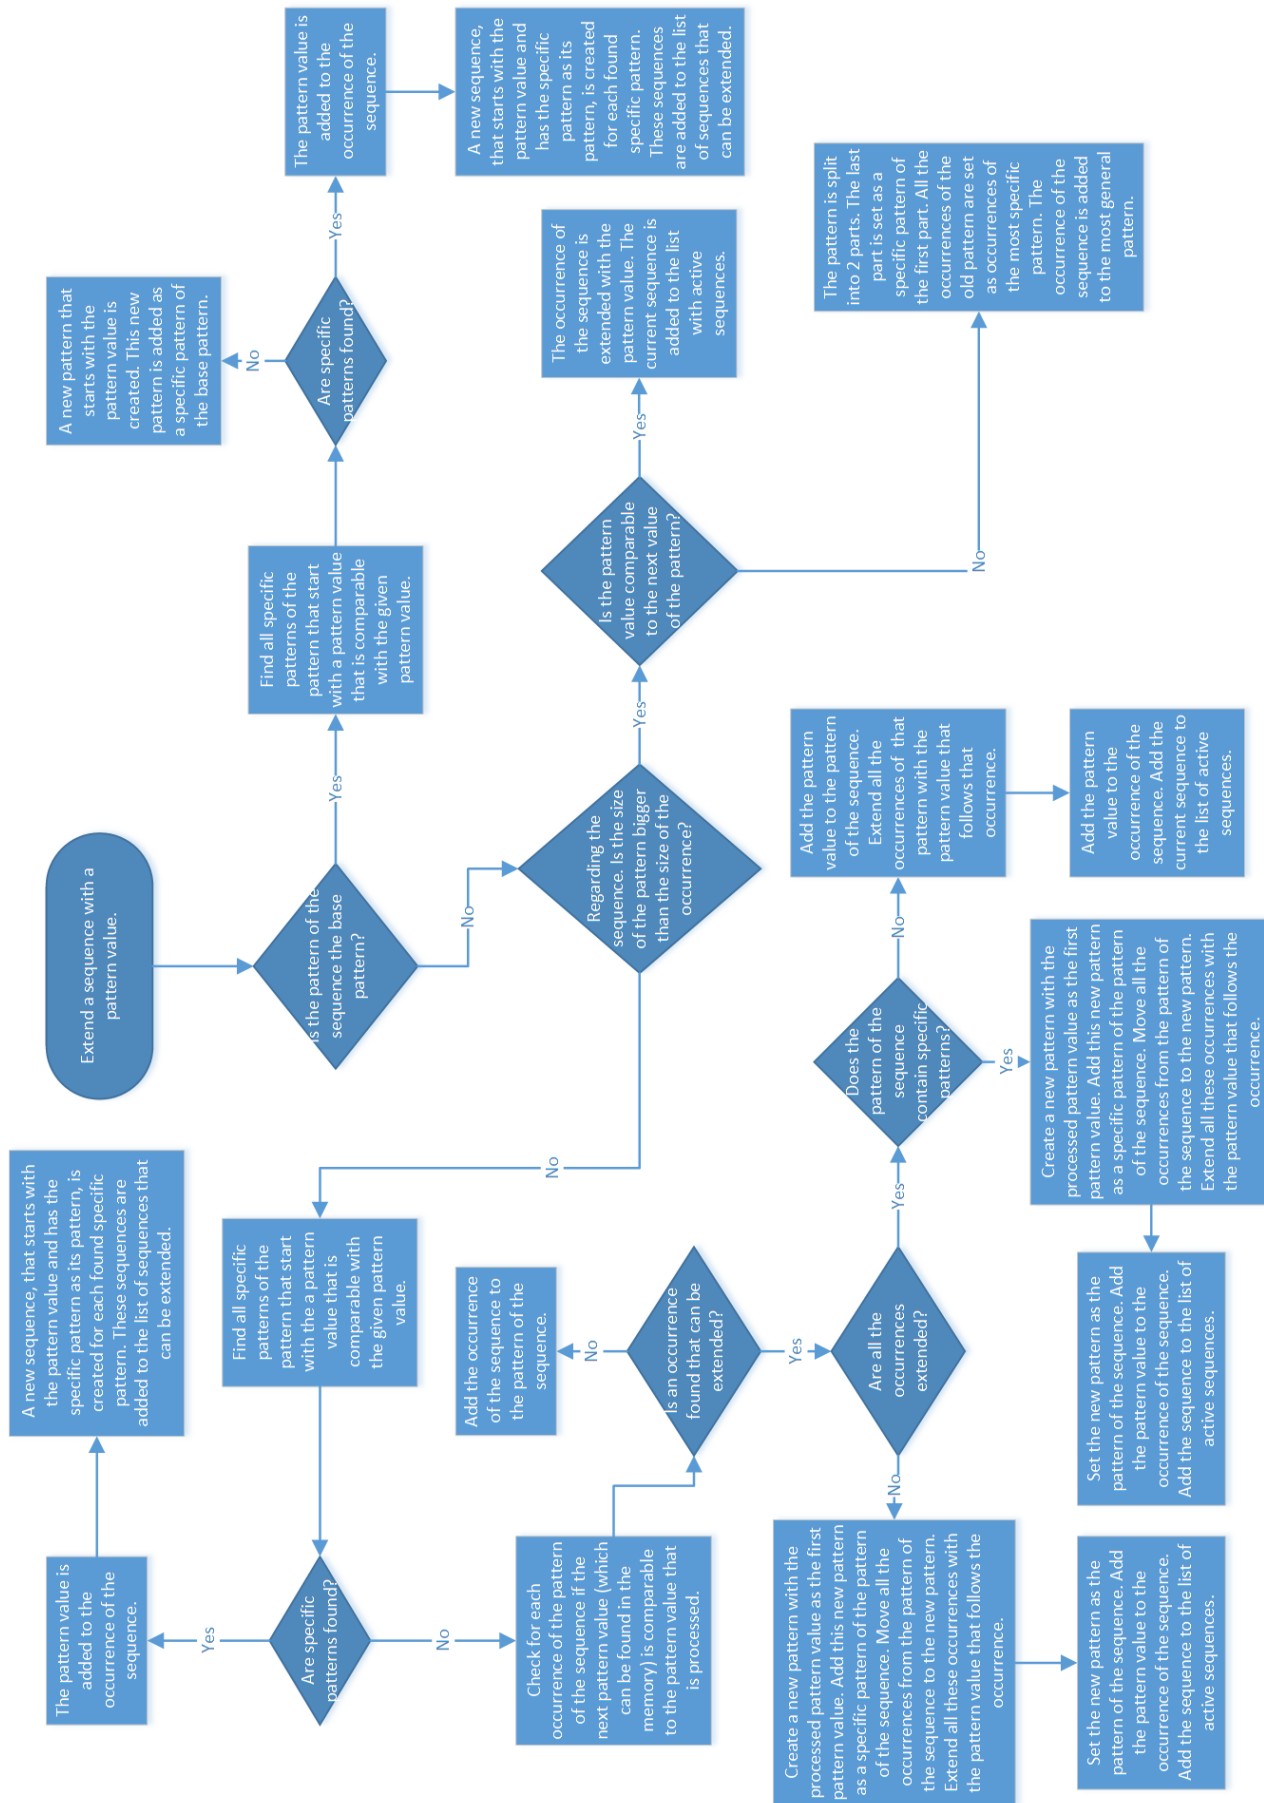 Extend a sequence with a
pattern value.
Is the pattern of the
sequence the base
pattern?
Yes
Find all specific
patterns of the
pattern that start
with a pattern value
that is comparable
with the given
pattern value.
Are specific
patterns found?
No
A new pattern that
starts with the
pattern value is
created. This new
pattern is added as
a specific pattern of
the base pattern.
Yes
The pattern value is
added to the
occurrence of the
sequence.
A new sequence,
that starts with the
pattern value and
has the specific
pattern as its
pattern, is created
for each found
specific pattern.
These sequences
are added to the list
of sequences that
can be extended.
No
Regarding the
sequence. Is the size
of the pattern bigger
than the size of the
occurrence?
Yes
Is the pattern
value comparable
to the next value
of the pattern?
Yes
The occurrence of
the sequence is
extended with the
pattern value. The
current sequence is
added to the list
with active
sequences.
No
The pattern is split
into 2 parts. The last
part is set as a
specific pattern of
the first part. All the
occurrences of the
old pattern are set
as occurrences of
the most specific
pattern. The
occurrence of the
sequence is added
to the most general
pattern.
No
Find all specific
patterns of the
pattern that start
with the a pattern
value that is
comparable with
the given pattern
value.
Are specific
patterns found?
Yes
The pattern value is
added to the
occurrence of the
sequence.
A new sequence, that starts with
the pattern value and has the
specific pattern as its pattern, is
created for each found specific
pattern. These sequences are
added to the list of sequences that
can be extended.
No
Check for each
occurrence of the pattern
of the sequence if the
next pattern value (which
can be found in the
memory) is comparable
to the pattern value that
is processed.
Is an occurrence
found that can be
extended?
No
Add the occurrence
of the sequence to
the pattern of the
sequence.
Yes
Are all the
occurrences
extended?
No
Create a new pattern with the
processed pattern value as the first
pattern value. Add this new pattern
as a specific pattern of the pattern
of the sequence. Move all the
occurrences from the pattern of
the sequence to the new pattern.
Extend all these occurrences with
the pattern value that follows the
occurrence.
Set the new pattern as the
pattern of the sequence. Add
the pattern value to the
occurrence of the sequence.
Add the sequence to the list of
active sequences.
Yes
Does the
pattern of the
sequence
contain specific
patterns?
No
Add the pattern
value to the pattern
of the sequence.
Extend all the
occurrences of that
pattern with the
pattern value that
follows that
occurrence.
Add the pattern
value to the
occurrence of the
sequence. Add the
current sequence to
the list of active
sequences.
Yes
Create a new pattern with the
processed pattern value as the first
pattern value. Add this new pattern
as a specific pattern of the pattern
of the sequence. Move all the
occurrences from the pattern of
the sequence to the new pattern.
Extend all these occurrences with
the pattern value that follows the
occurrence.
Set the new pattern as the
pattern of the sequence. Add
the pattern value to the
occurrence of the sequence.
Add the sequence to the list of
active sequences.